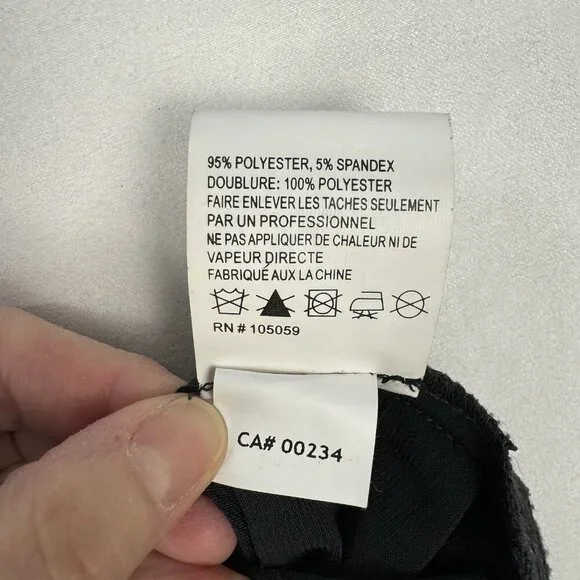 95% POLYESTER, 5% SPANDEX
DOUBLURE: 100% POLYESTER
FAIRE ENLEVER LES TACHES SEULEMENT
PAR UN PROFESSIONNEL
NE PAS APPLIQUER DE CHALEUR NI DE
VAPEUR DIRECTE
FABRIQUÉ AUX LA CHINE
RN # 105059
CA# 00234